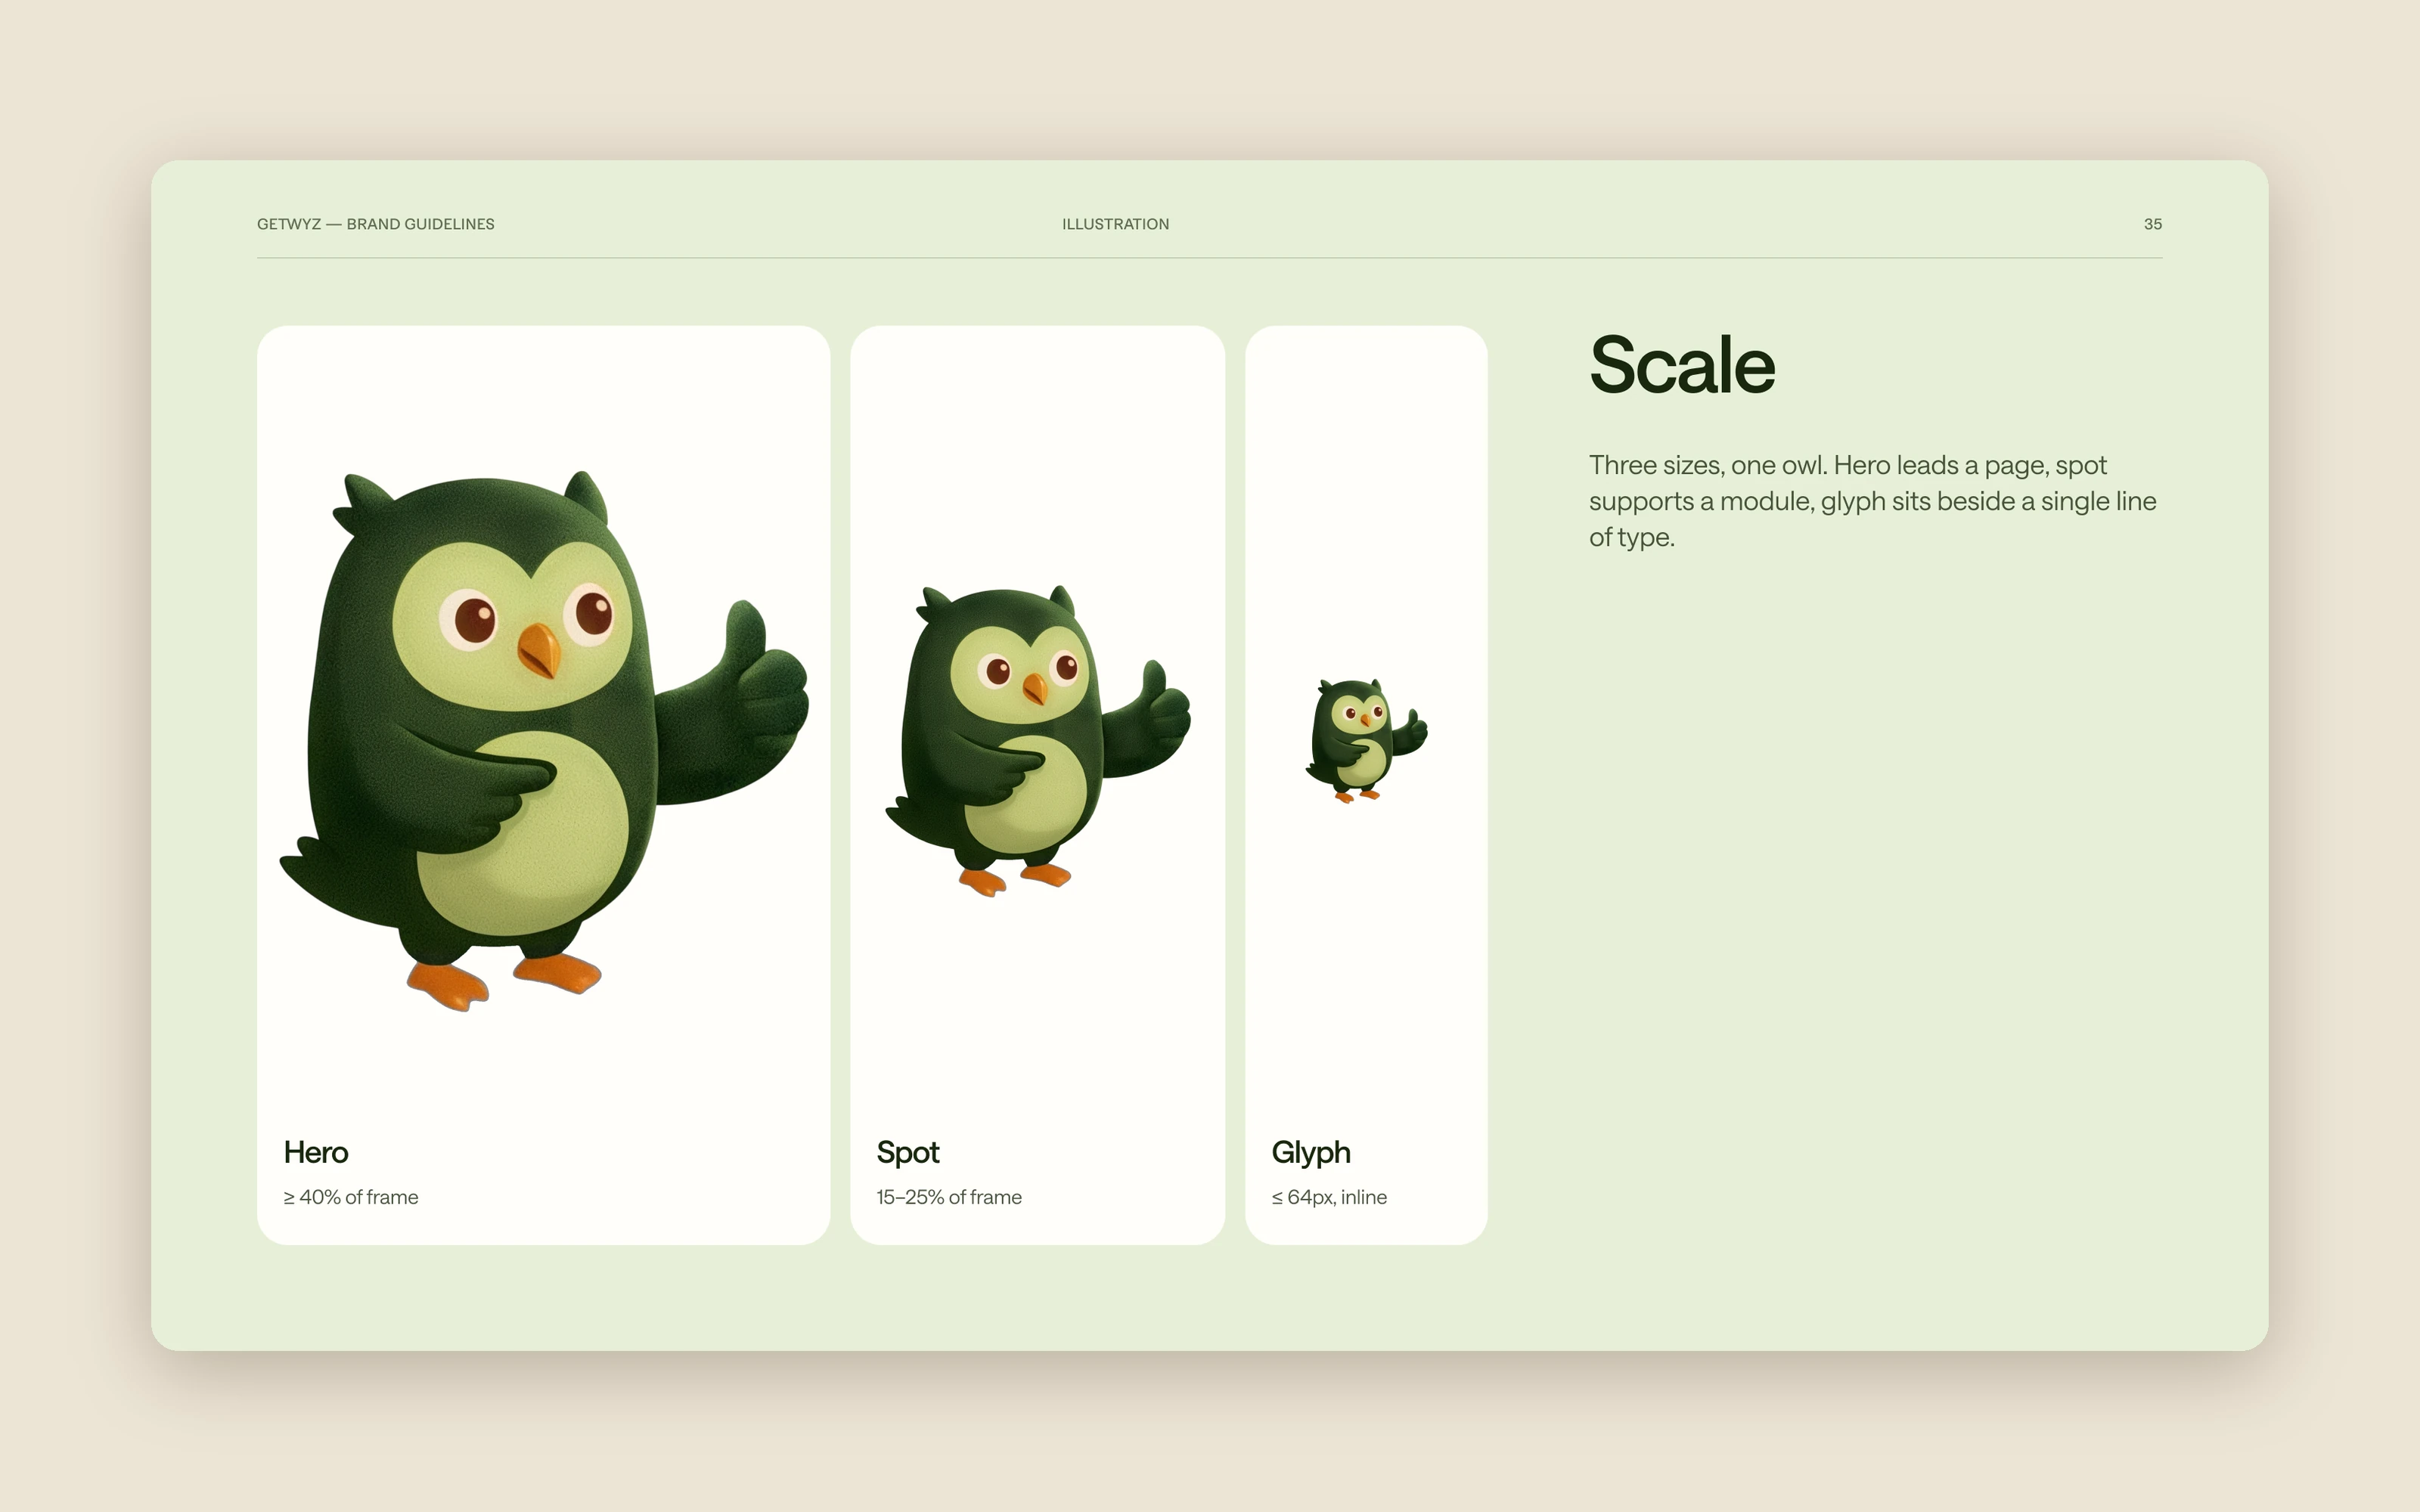 GETWYZ — BRAND GUIDELINES
ILLUSTRATION
35
Hero
≥ 40% of frame
Spot
15–25% of frame
Glyph
≤ 64px, inline
Scale
Three sizes, one owl. Hero leads a page, spot
supports a module, glyph sits beside a single line
of type.